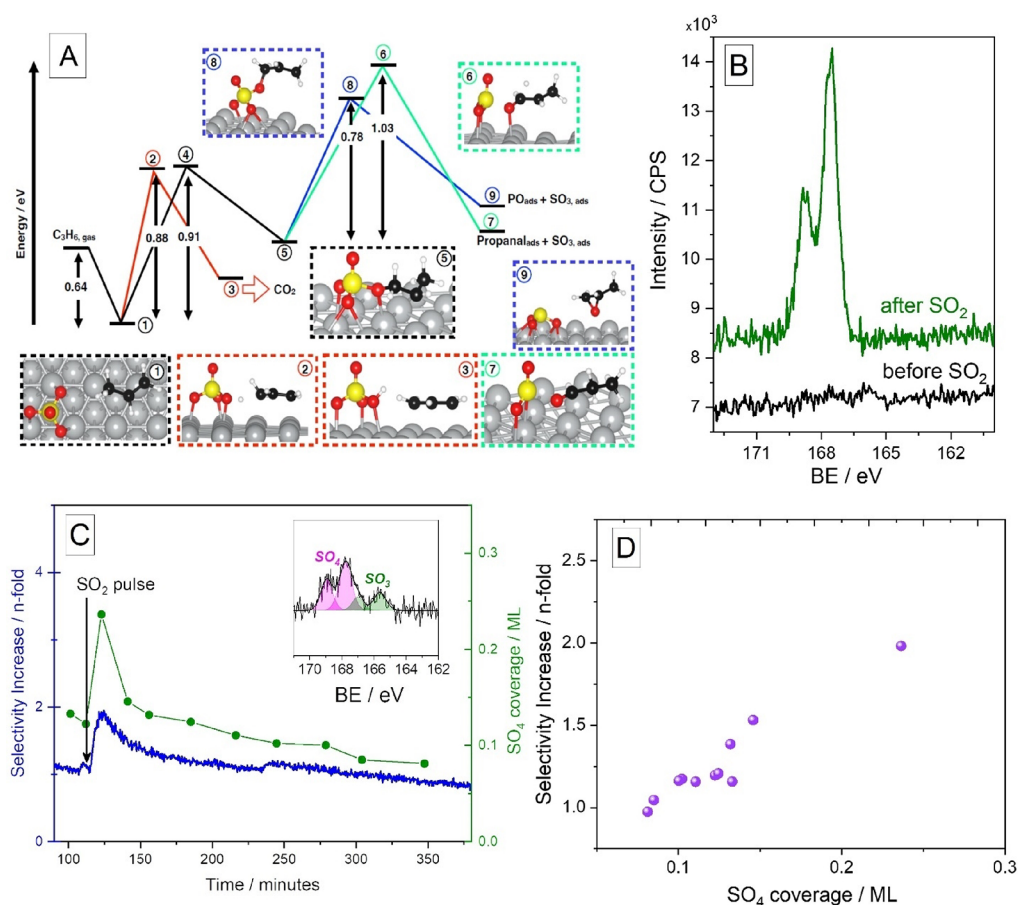 A
Energy / eV
C₃H₆, gas
0.64
①
②
④
0.88
0.91
③
CO₂
⑤
⑧
⑥
0.78
1.03
⑨
PO_ads + SO₃, ads
⑦
Propanal_ads + SO₃, ads
⑧
⑥
⑤
⑨
①
②
③
⑦
B
×10³
14
13
12
11
10
9
8
7
Intensity / CPS
after SO₂
before SO₂
171
168
165
162
BE / eV
C
SO₂ pulse
4
2
0
Selectivity Increase / n-fold
0.3
0.2
0.1
0.0
SO₄ coverage / ML
100
150
200
250
300
350
Time / minutes
SO₄
SO₃
170 168 166 164 162
BE / eV
D
2.5
2.0
1.5
1.0
Selectivity Increase / n-fold
0.1
0.2
0.3
SO₄ coverage / ML